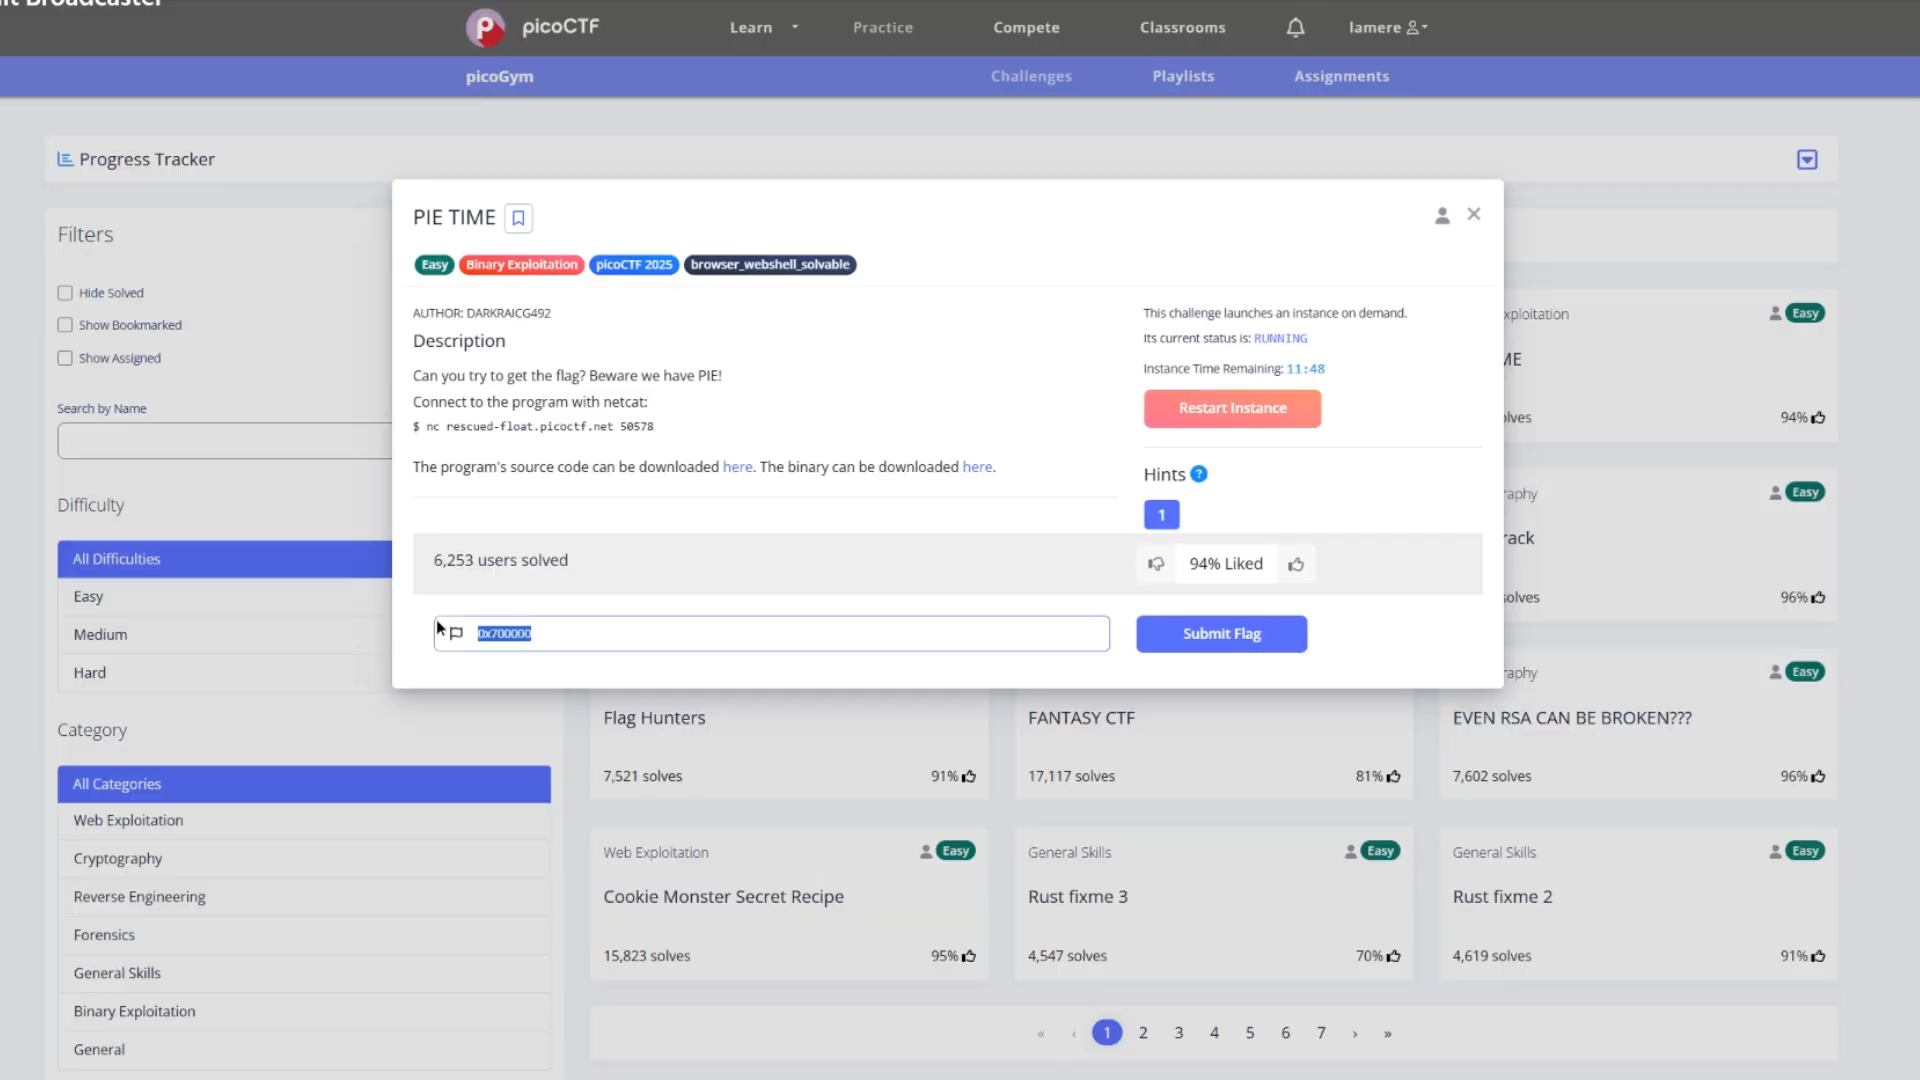 picoCTF
Learn
Practice
Compete
Classrooms
lamere
picoGym
Challenges
Playlists
Assignments
Progress Tracker
Filters
Hide Solved
Show Bookmarked
Show Assigned
Search by Name
Difficulty
All Difficulties
Easy
Medium
Hard
Category
All Categories
Web Exploitation
Cryptography
Reverse Engineering
Forensics
General Skills
Binary Exploitation
General
PIE TIME
Easy Binary Exploitation picoCTF 2025 browser_webshell_solvable
AUTHOR: DARKRAICG492
Description
Can you try to get the flag? Beware we have PIE!
Connect to the program with netcat:
$ nc rescued-float.picoctf.net 50578
The program's source code can be downloaded here. The binary can be downloaded here.
This challenge launches an instance on demand.
Its current status is: RUNNING
Instance Time Remaining: 11:48
Restart Instance
Hints ?
1
6,253 users solved
94% Liked
0x700000
Submit Flag
Easy
94%
Easy
96%
Easy
Flag Hunters
7,521 solves 91%
FANTASY CTF
17,117 solves 81%
EVEN RSA CAN BE BROKEN???
7,602 solves 96%
Web Exploitation Easy
Cookie Monster Secret Recipe
15,823 solves 95%
General Skills Easy
Rust fixme 3
4,547 solves 70%
General Skills Easy
Rust fixme 2
4,619 solves 91%
« ‹ 1 2 3 4 5 6 7 › »